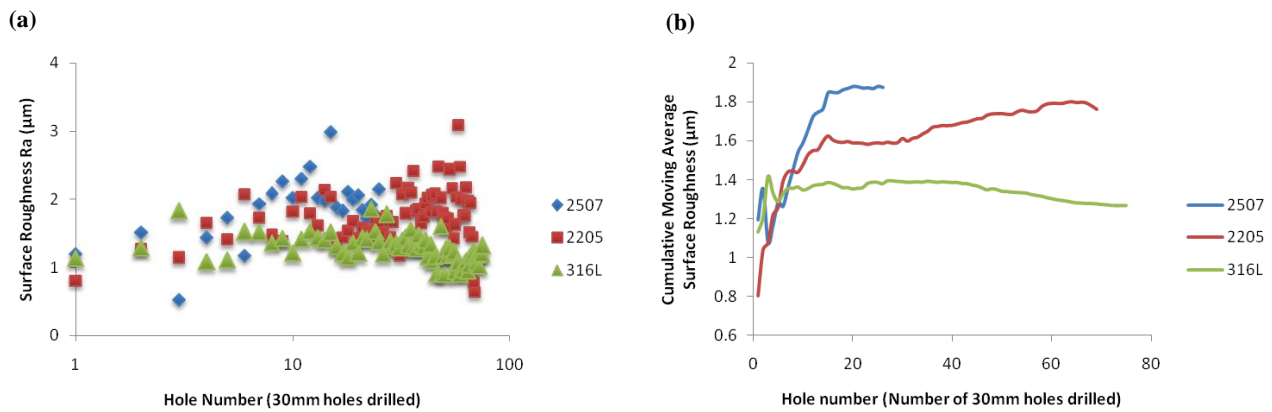 (a)
Surface Roughness Ra (µm)
4
3
2
1
0
1
10
100
Hole Number (30mm holes drilled)
2507
2205
316L
(b)
Cumulative Moving Average
Surface Roughness (µm)
2
1.8
1.6
1.4
1.2
1
0.8
0.6
0
20
40
60
80
Hole number (Number of 30mm holes drilled)
2507
2205
316L